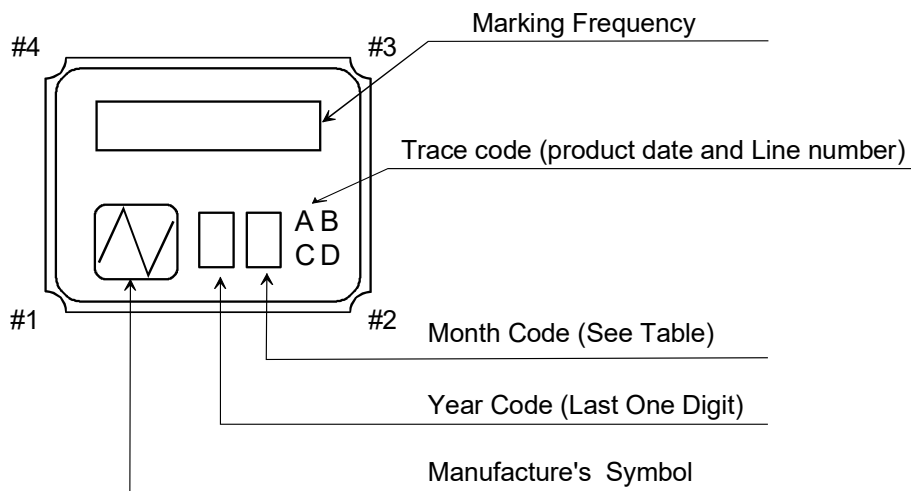 Marking Frequency
#4
#3
Trace code (product date and Line number)
A B
C D
#1
#2
Month Code (See Table)
Year Code (Last One Digit)
Manufacture's Symbol